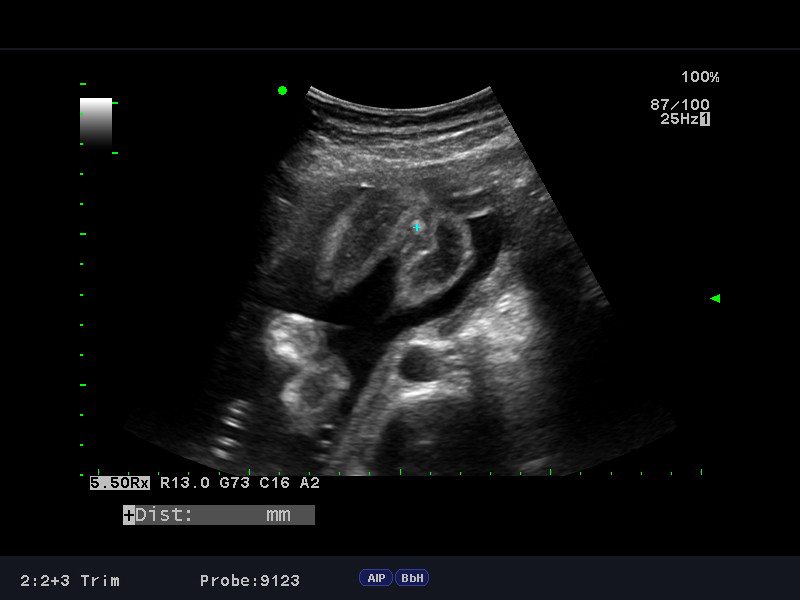 100%
87/100
25Hz1
5.50Rx R13.0 G73 C16 A2
+Dist: mm
2:2+3 Trim Probe:9123 AIP BbH